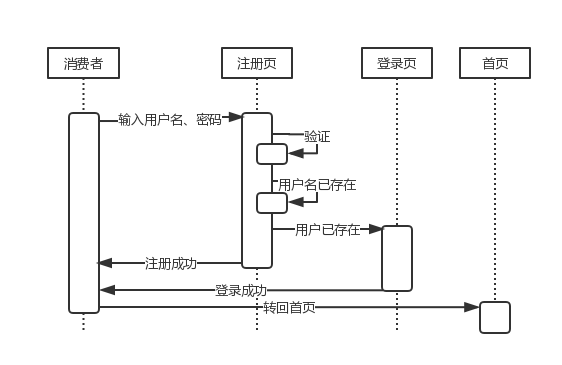 消费者
注册页
登录页
首页
输入用户名、密码
验证
用户名已存在
用户已存在
注册成功
登录成功
转回首页